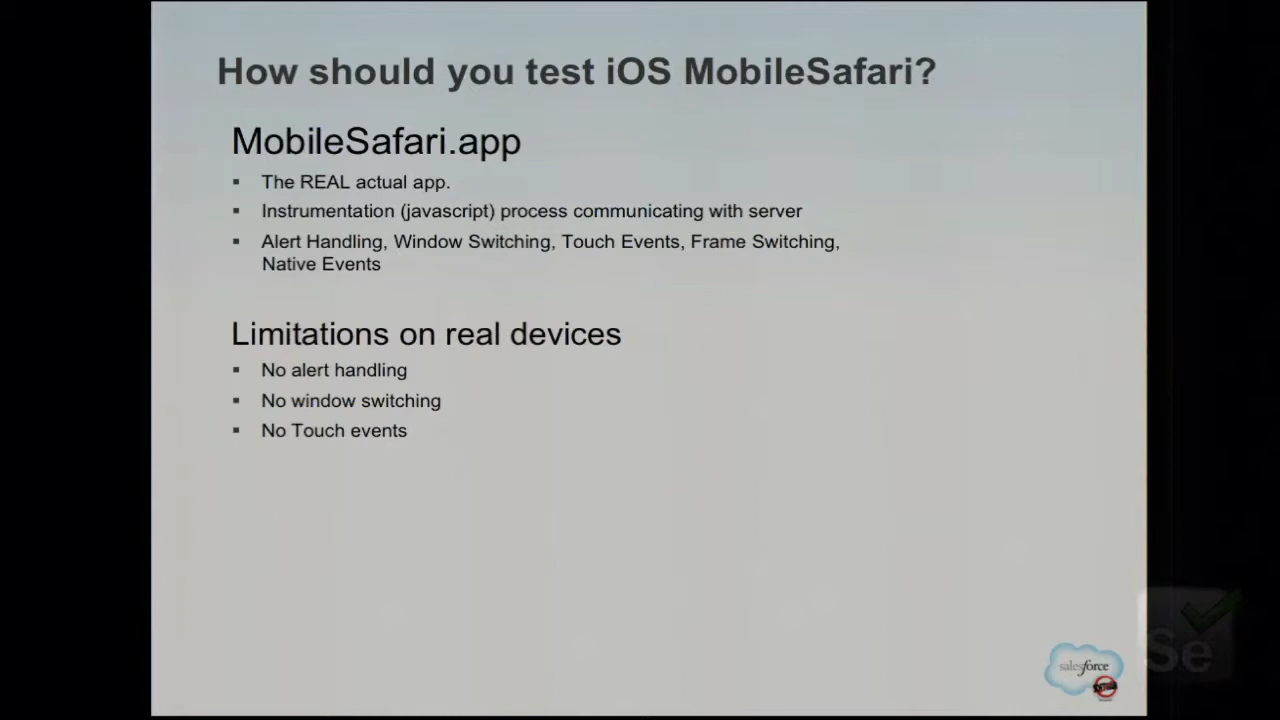 How should you test iOS MobileSafari?
MobileSafari.app
The REAL actual app.
Instrumentation (javascript) process communicating with server
Alert Handling, Window Switching, Touch Events, Frame Switching,
Native Events
Limitations on real devices
No alert handling
No window switching
No Touch events
salesforce
Se